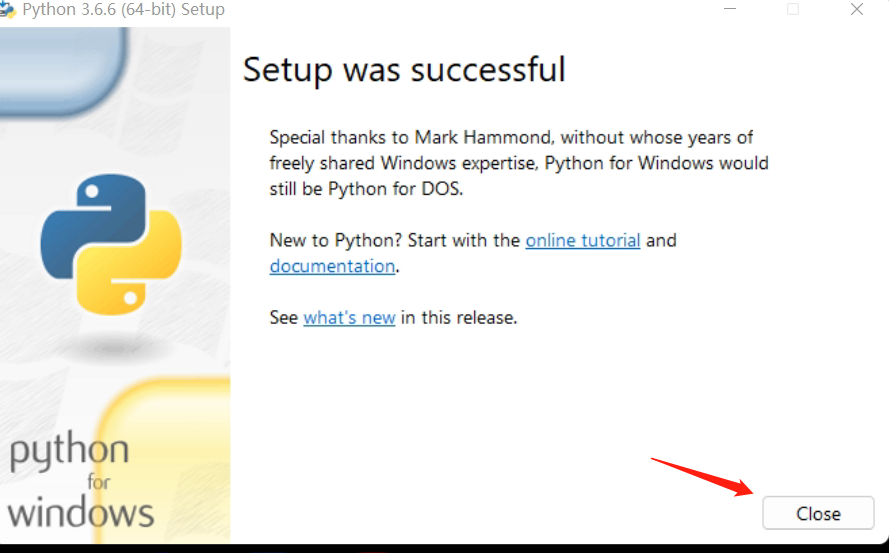 Python 3.6.6 (64-bit) Setup
Setup was successful
Special thanks to Mark Hammond, without whose years of
freely shared Windows expertise, Python for Windows would
still be Python for DOS.
New to Python? Start with the online tutorial and
documentation.
See what's new in this release.
python
for
windows
Close